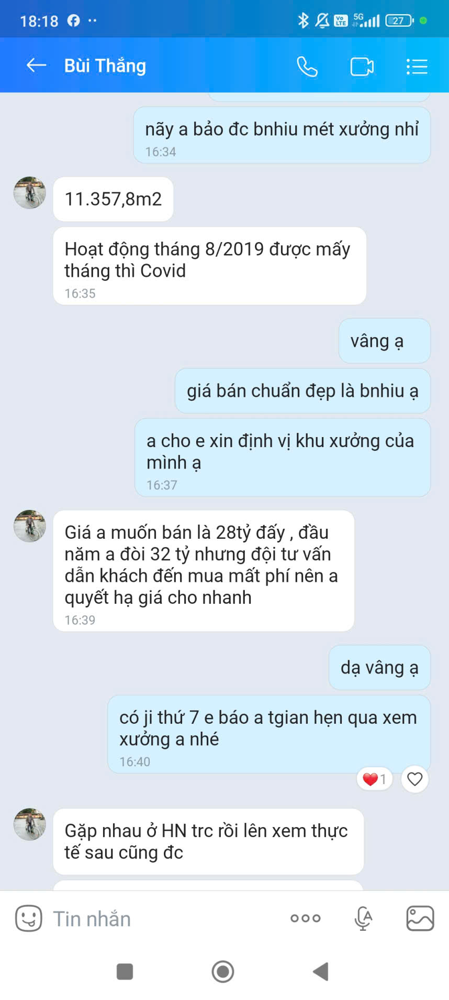 18:18
Vo LTE
5G
27
Bùi Thắng
nãy a bảo đc bnhiu mét xưởng nhỉ
16:34
11.357,8m2
Hoạt động tháng 8/2019 được mấy
tháng thì Covid
16:35
vâng ạ
giá bán chuẩn đẹp là bnhiu ạ
a cho e xin định vị khu xưởng của
mình ạ
16:37
Giá a muốn bán là 28tỷ đấy , đầu
năm a đòi 32 tỷ nhưng đội tư vấn
dẫn khách đến mua mất phí nên a
quyết hạ giá cho nhanh
16:39
dạ vâng ạ
có ji thứ 7 e báo a tgian hẹn qua xem
xưởng a nhé
16:40
1
Gặp nhau ở HN trc rồi lên xem thực
tế sau cũng đc
Tin nhắn